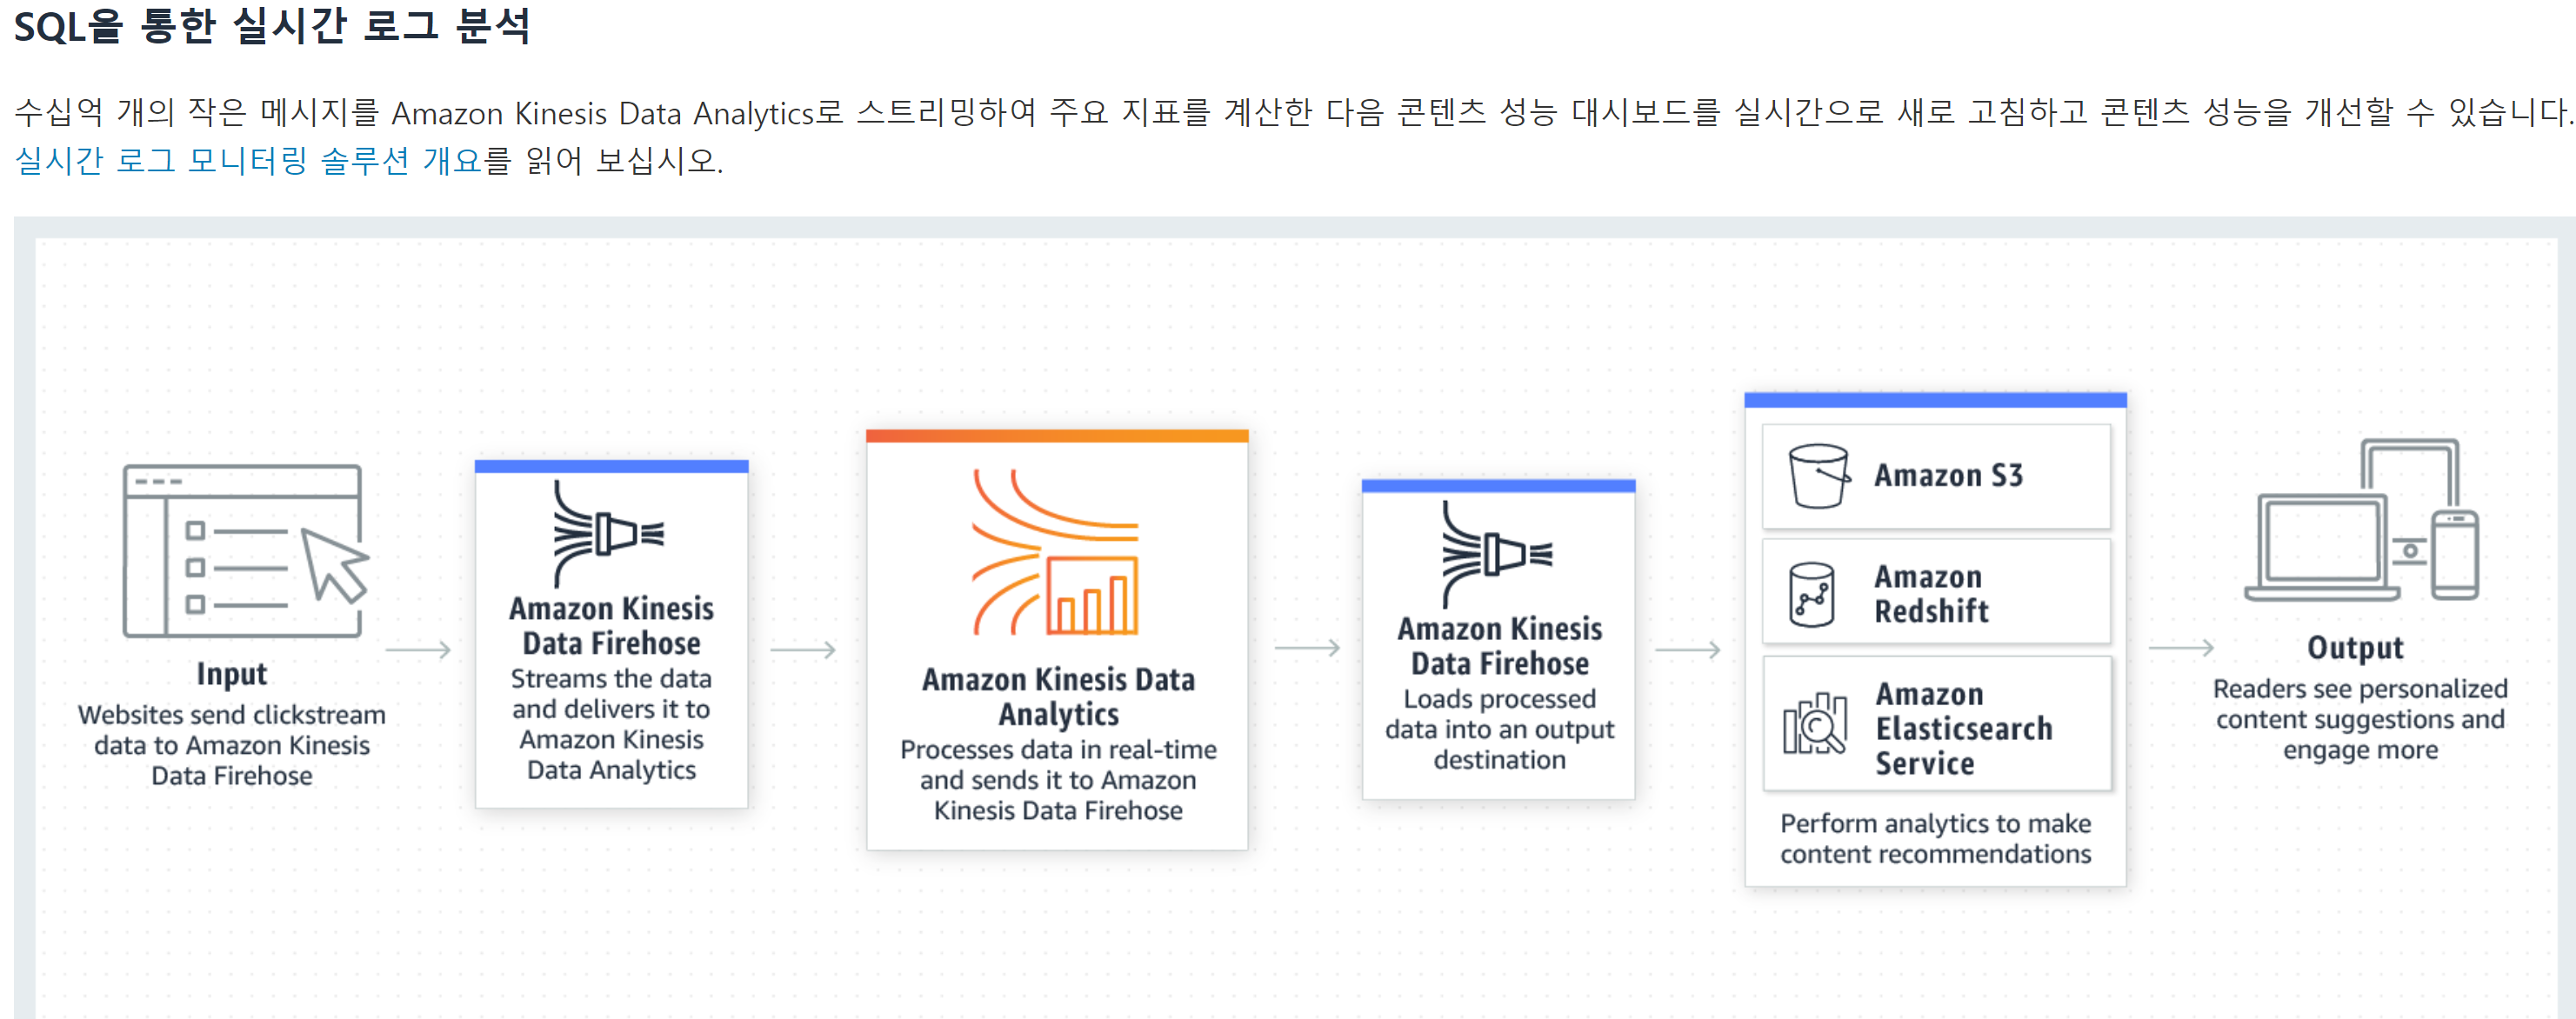 SQL을 통한 실시간 로그 분석
수십억 개의 작은 메시지를 Amazon Kinesis Data Analytics로 스트리밍하여 주요 지표를 계산한 다음 콘텐츠 성능 대시보드를 실시간으로 새로 고침하고 콘텐츠 성능을 개선할 수 있습니다.
실시간 로그 모니터링 솔루션 개요를 읽어 보십시오.
Input
Websites send clickstream
data to Amazon Kinesis
Data Firehose
Amazon Kinesis
Data Firehose
Streams the data
and delivers it to
Amazon Kinesis
Data Analytics
Amazon Kinesis Data
Analytics
Processes data in real-time
and sends it to Amazon
Kinesis Data Firehose
Amazon Kinesis
Data Firehose
Loads processed
data into an output
destination
Amazon S3
Amazon
Redshift
Amazon
Elasticsearch
Service
Perform analytics to make
content recommendations
Output
Readers see personalized
content suggestions and
engage more